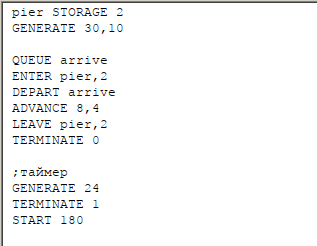 pier STORAGE 2
GENERATE 30,10
QUEUE arrive
ENTER pier,2
DEPART arrive
ADVANCE 8,4
LEAVE pier,2
TERMINATE 0
;таймер
GENERATE 24
TERMINATE 1
START 180